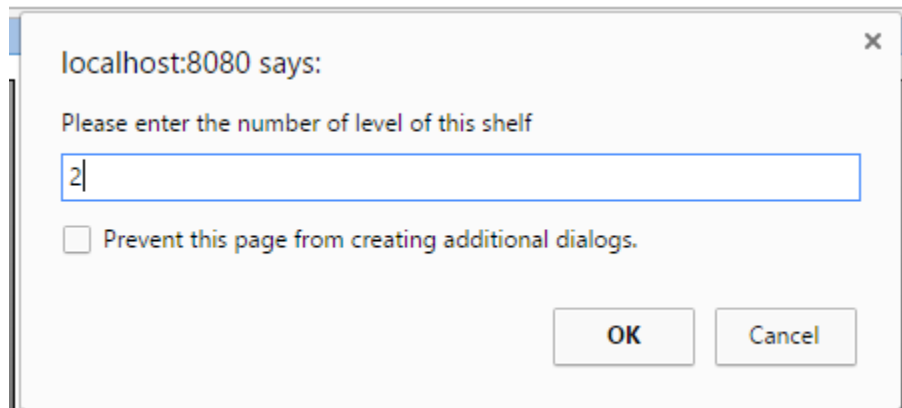 localhost:8080 says:
Please enter the number of level of this shelf
2
Prevent this page from creating additional dialogs.
OK
Cancel